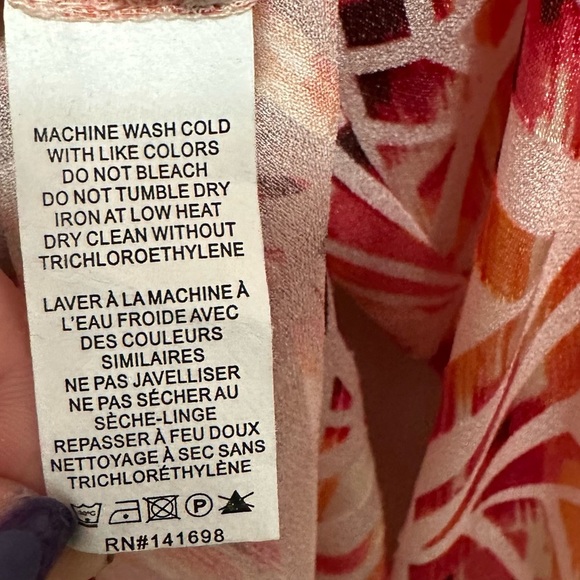 MACHINE WASH COLD
WITH LIKE COLORS
DO NOT BLEACH
DO NOT TUMBLE DRY
IRON AT LOW HEAT
DRY CLEAN WITHOUT
TRICHLOROETHYLENE
LAVER À LA MACHINE À
L'EAU FROIDE AVEC
DES COULEURS
SIMILAIRES
NE PAS JAVELLISER
NE PAS SÉCHER AU
SÈCHE-LINGE
REPASSER À FEU DOUX
NETTOYAGE À SEC SANS
TRICHLORÉTHYLÈNE
P
RN#141698